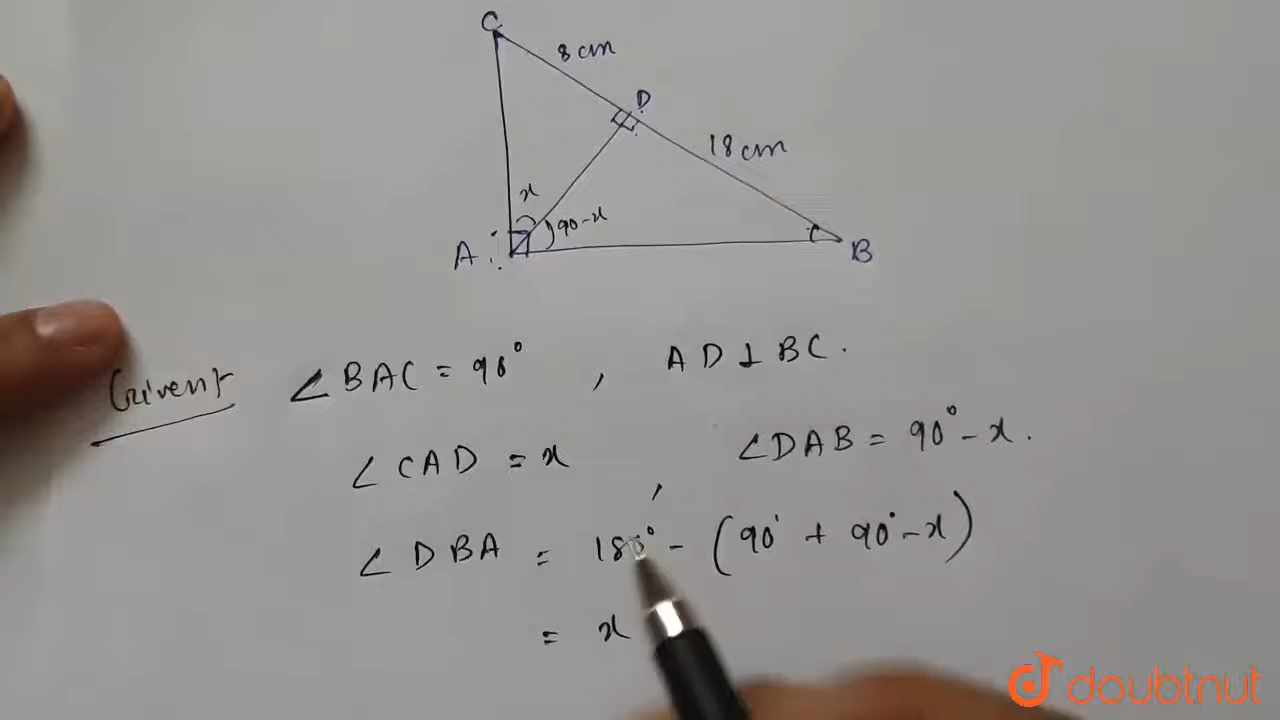 C
8 cm
D
18 cm
x
90-x
A
B
Given:
∠BAC = 90° , AD ⊥ BC.
∠CAD = x , ∠DAB = 90° - x.
∠DBA = 180° - (90° + 90° - x)
= x
doubtnut